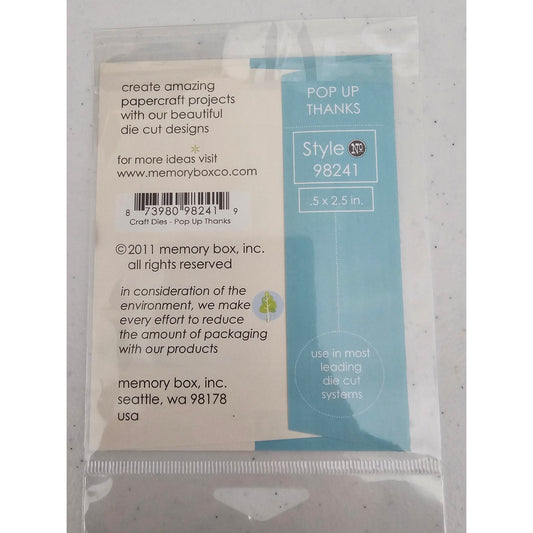 create amazing
papercraft projects
with our beautiful
die cut designs
*
for more ideas visit
www.memoryboxco.com
8 73980 98241 9
Craft Dies - Pop Up Thanks
©2011 memory box, inc.
all rights reserved
in consideration of the
environment, we make
every effort to reduce
the amount of packaging
with our products
memory box, inc.
seattle, wa 98178
usa
POP UP
THANKS
Style No
98241
.5 x 2.5 in.
use in most
leading
die cut
systems